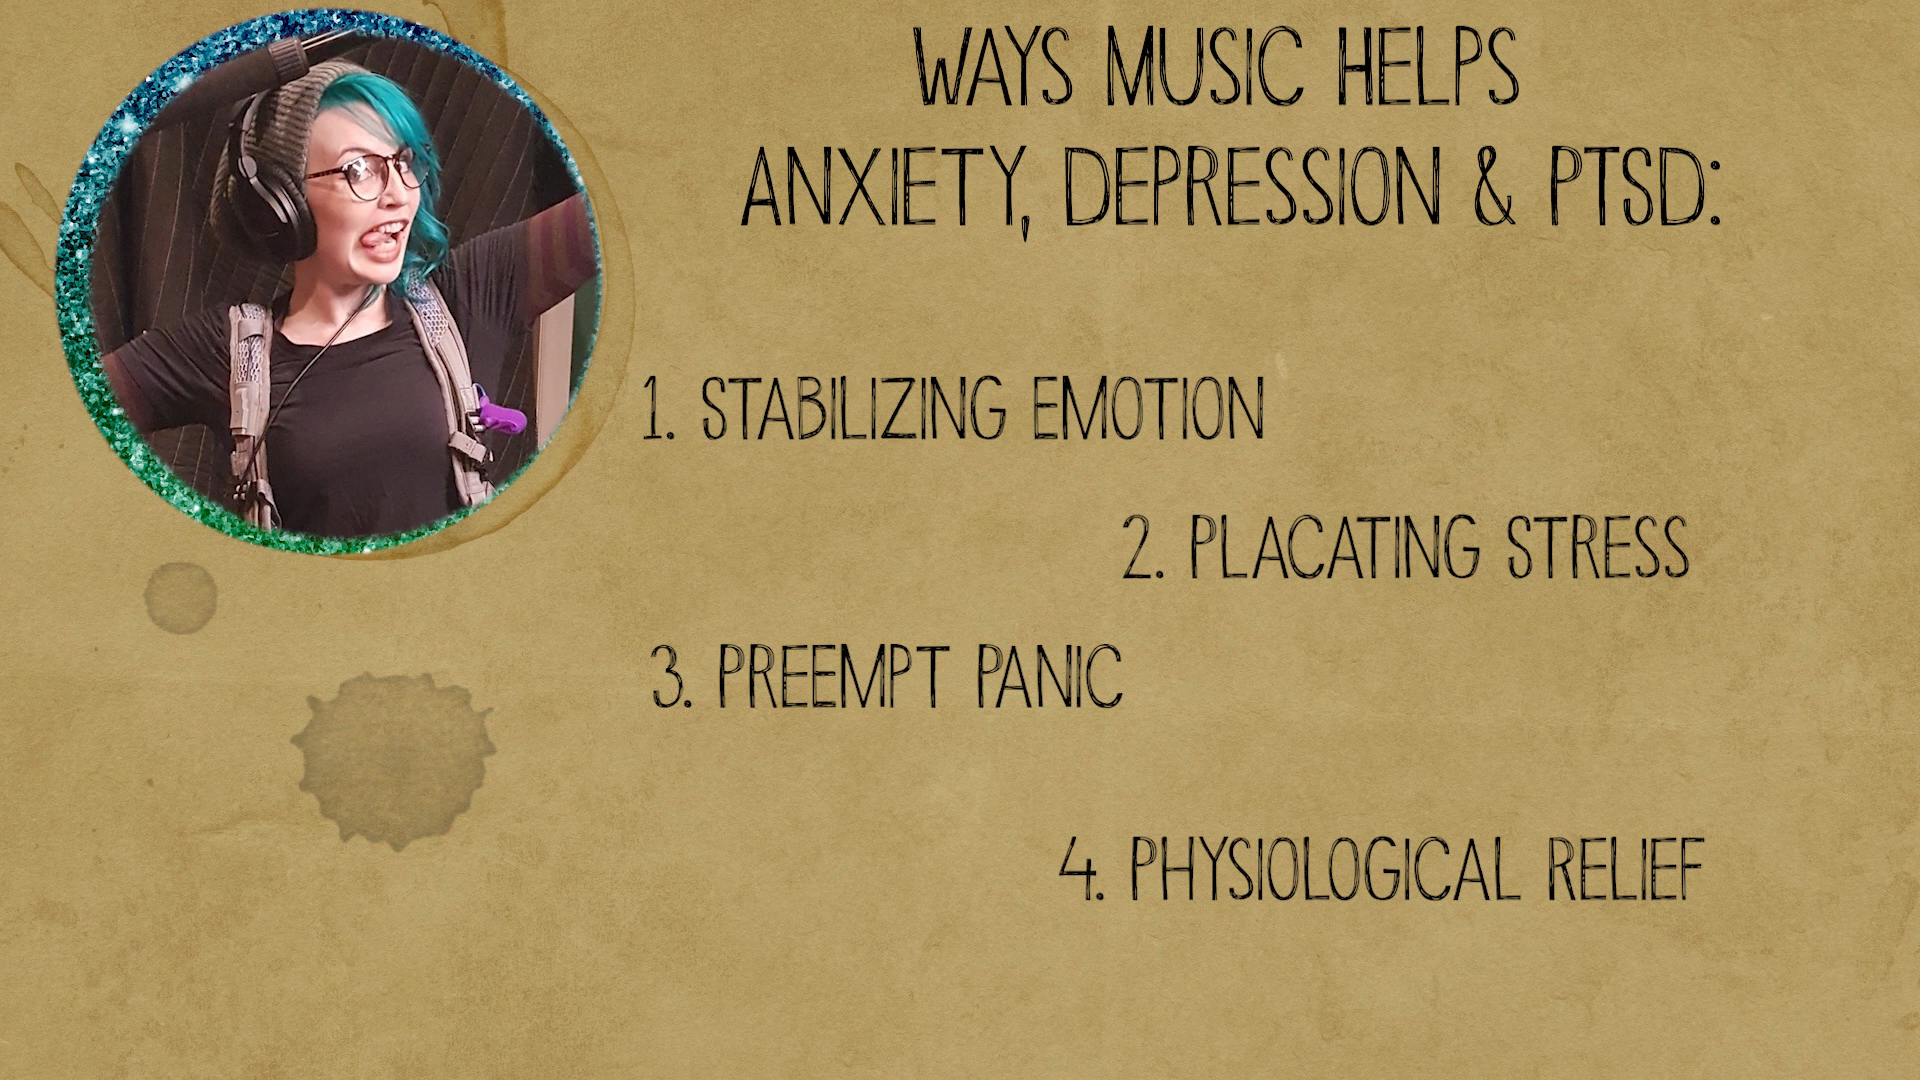 WAYS MUSIC HELPS
ANXIETY, DEPRESSION & PTSD:
1. STABILIZING EMOTION
2. PLACATING STRESS
3. PREEMPT PANIC
4. PHYSIOLOGICAL RELIEF